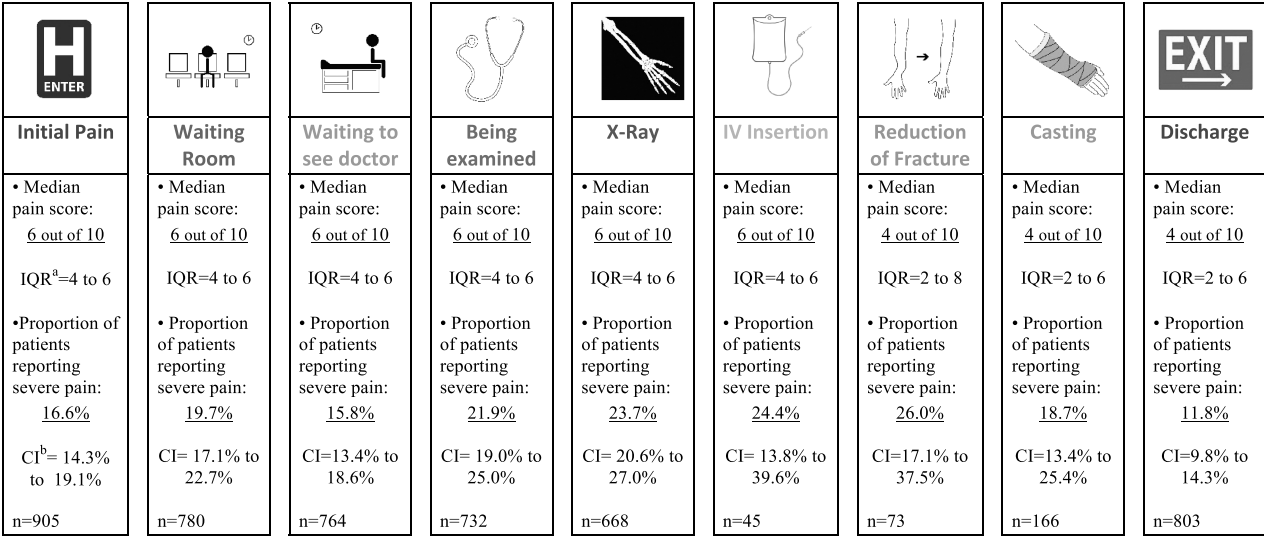 H
ENTER
Initial Pain
• Median
pain score:
6 out of 10
IQRa=4 to 6
•Proportion of
patients
reporting
severe pain:
16.6%
CIb= 14.3%
to 19.1%
n=905
Waiting
Room
• Median
pain score:
6 out of 10
IQR=4 to 6
• Proportion
of patients
reporting
severe pain:
19.7%
CI= 17.1% to
22.7%
n=780
Waiting to
see doctor
• Median
pain score:
6 out of 10
IQR=4 to 6
• Proportion
of patients
reporting
severe pain:
15.8%
CI=13.4% to
18.6%
n=764
Being
examined
• Median
pain score:
6 out of 10
IQR=4 to 6
• Proportion
of patients
reporting
severe pain:
21.9%
CI= 19.0% to
25.0%
n=732
X-Ray
• Median
pain score:
6 out of 10
IQR=4 to 6
• Proportion
of patients
reporting
severe pain:
23.7%
CI= 20.6% to
27.0%
n=668
IV Insertion
• Median
pain score:
6 out of 10
IQR=4 to 6
• Proportion
of patients
reporting
severe pain:
24.4%
CI= 13.8% to
39.6%
n=45
Reduction
of Fracture
• Median
pain score:
4 out of 10
IQR=2 to 8
• Proportion
of patients
reporting
severe pain:
26.0%
CI=17.1% to
37.5%
n=73
Casting
• Median
pain score:
4 out of 10
IQR=2 to 6
• Proportion
of patients
reporting
severe pain:
18.7%
CI=13.4% to
25.4%
n=166
EXIT
Discharge
• Median
pain score:
4 out of 10
IQR=2 to 6
• Proportion
of patients
reporting
severe pain:
11.8%
CI=9.8% to
14.3%
n=803